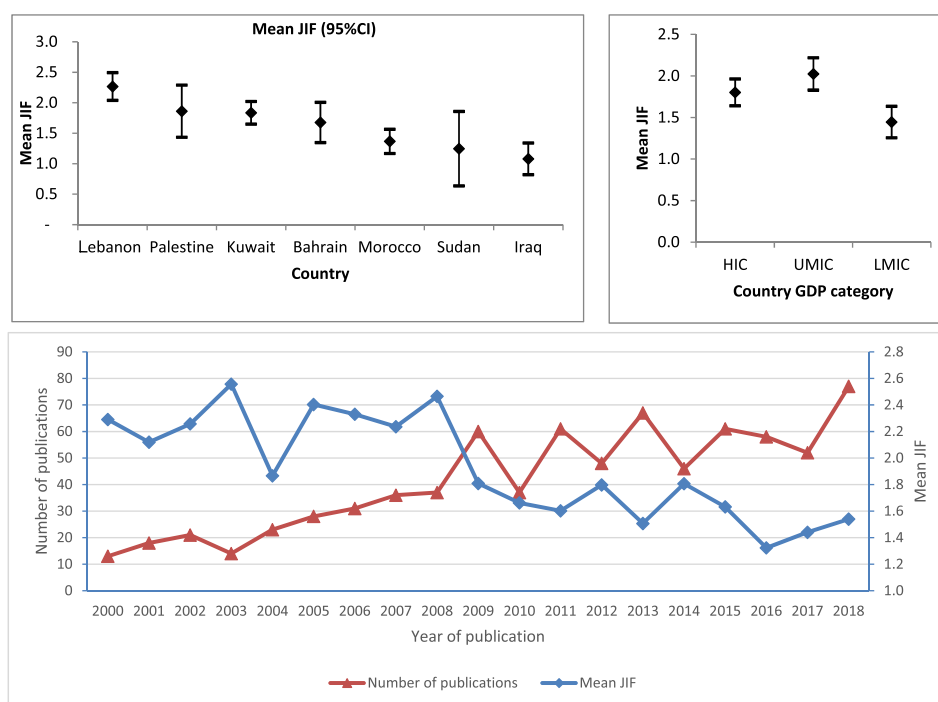 Mean JIF (95%CI)
Mean JIF
3.0
2.5
2.0
1.5
1.0
0.5
-
Lebanon Palestine Kuwait Bahrain Morocco Sudan Iraq
Country
Mean JIF
2.5
2.0
1.5
1.0
0.5
0.0
HIC UMIC LMIC
Country GDP category
Number of publications
90
80
70
60
50
40
30
20
10
0
2.8
2.6
2.4
2.2
2.0
1.8
1.6
1.4
1.2
1.0
Mean JIF
2000 2001 2002 2003 2004 2005 2006 2007 2008 2009 2010 2011 2012 2013 2014 2015 2016 2017 2018
Year of publication
Number of publications Mean JIF